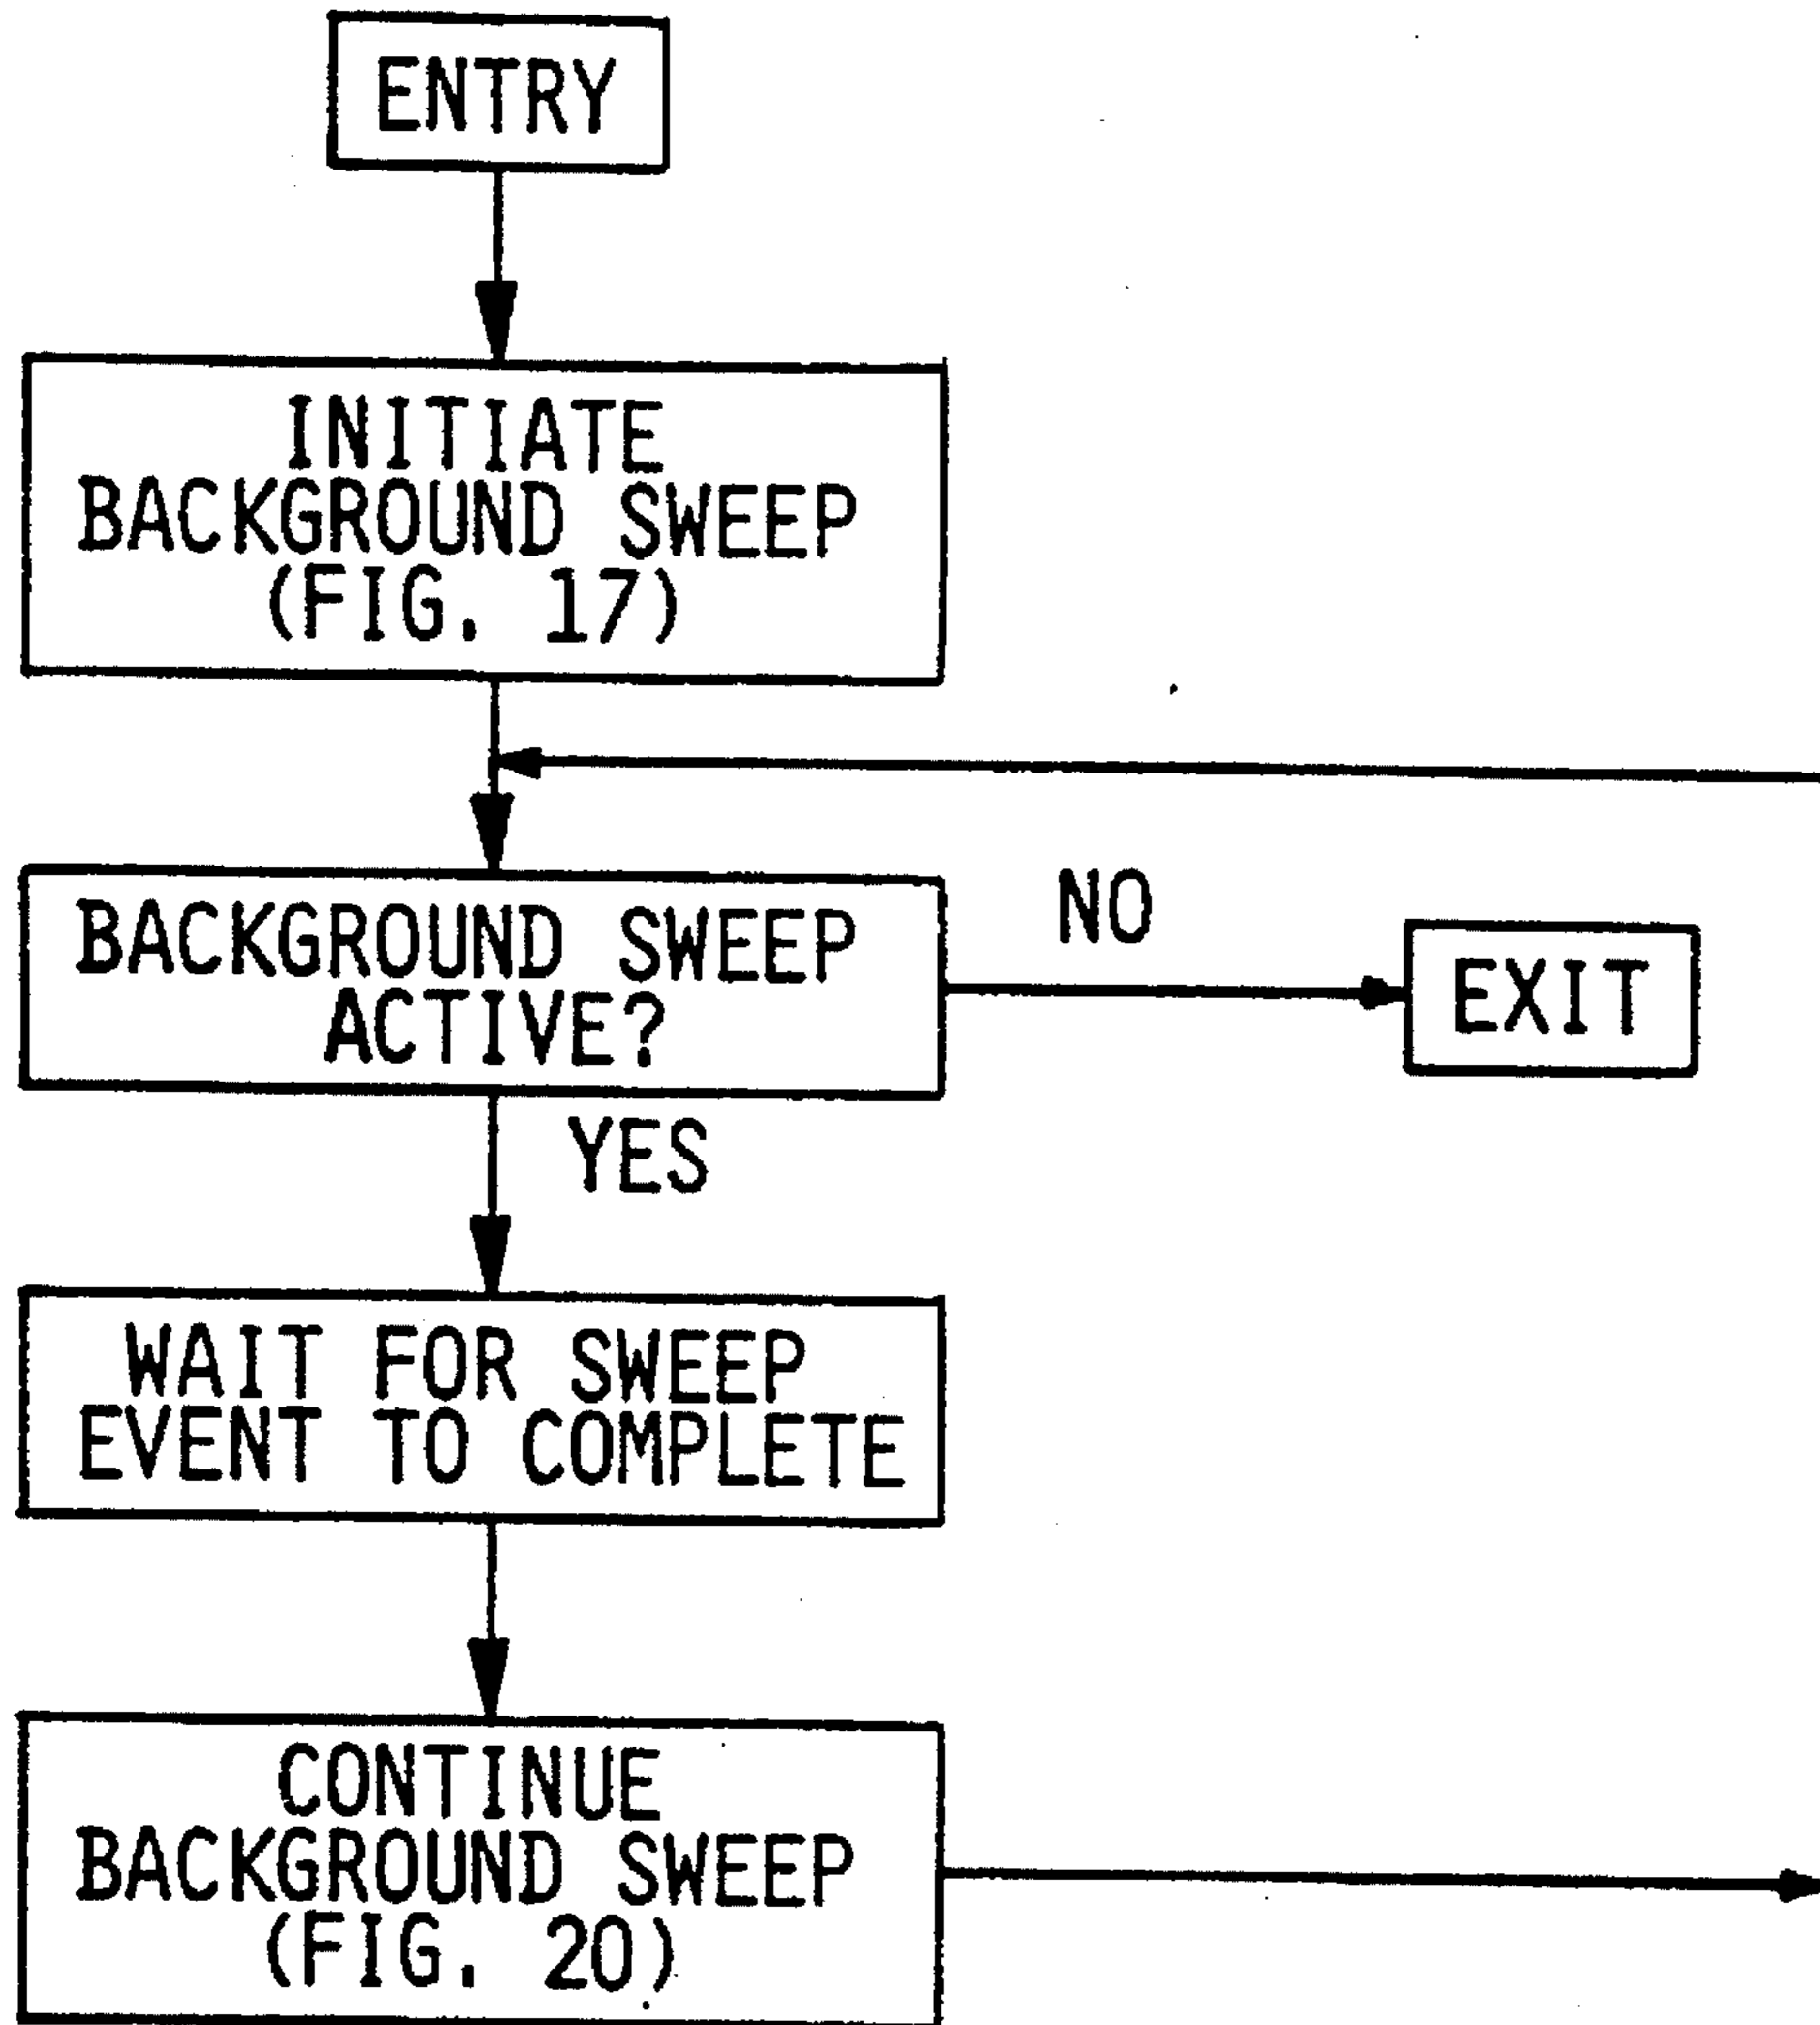 ENTRY
INITIATE
BACKGROUND SWEEP
(FIG. 17)
BACKGROUND SWEEP
ACTIVE?
NO
EXIT
YES
WAIT FOR SWEEP
EVENT TO COMPLETE
CONTINUE
BACKGROUND SWEEP
(FIG. 20)